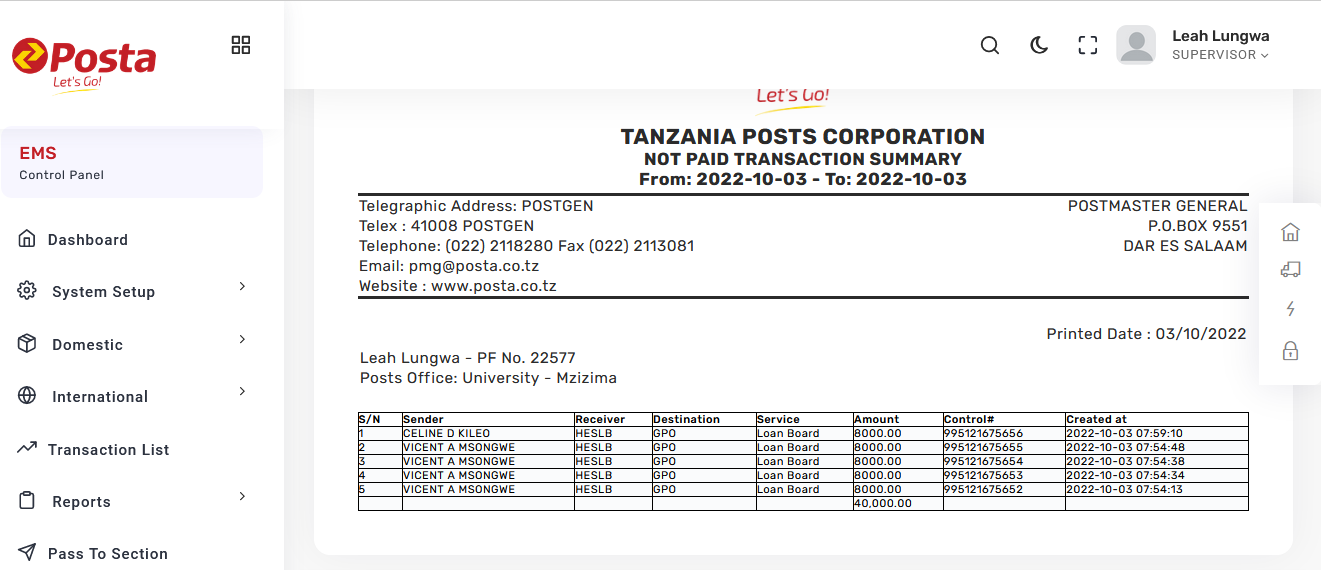 Posta
Let's Go!
Leah Lungwa
SUPERVISOR
EMS
Control Panel
Dashboard
System Setup
Domestic
International
Transaction List
Reports
Pass To Section
Let's Go!
TANZANIA POSTS CORPORATION
NOT PAID TRANSACTION SUMMARY
From: 2022-10-03 - To: 2022-10-03
Telegraphic Address: POSTGEN
Telex : 41008 POSTGEN
Telephone: (022) 2118280 Fax (022) 2113081
Email: pmg@posta.co.tz
Website : www.posta.co.tz
POSTMASTER GENERAL
P.O.BOX 9551
DAR ES SALAAM
Printed Date : 03/10/2022
Leah Lungwa - PF No. 22577
Posts Office: University - Mzizima
S/N Sender Receiver Destination Service Amount Control# Created at
1 CELINE D KILEO HESLB GPO Loan Board 8000.00 995121675656 2022-10-03 07:59:10
2 VICENT A MSONGWE HESLB GPO Loan Board 8000.00 995121675655 2022-10-03 07:54:48
3 VICENT A MSONGWE HESLB GPO Loan Board 8000.00 995121675654 2022-10-03 07:54:38
4 VICENT A MSONGWE HESLB GPO Loan Board 8000.00 995121675653 2022-10-03 07:54:34
5 VICENT A MSONGWE HESLB GPO Loan Board 8000.00 995121675652 2022-10-03 07:54:13
40,000.00